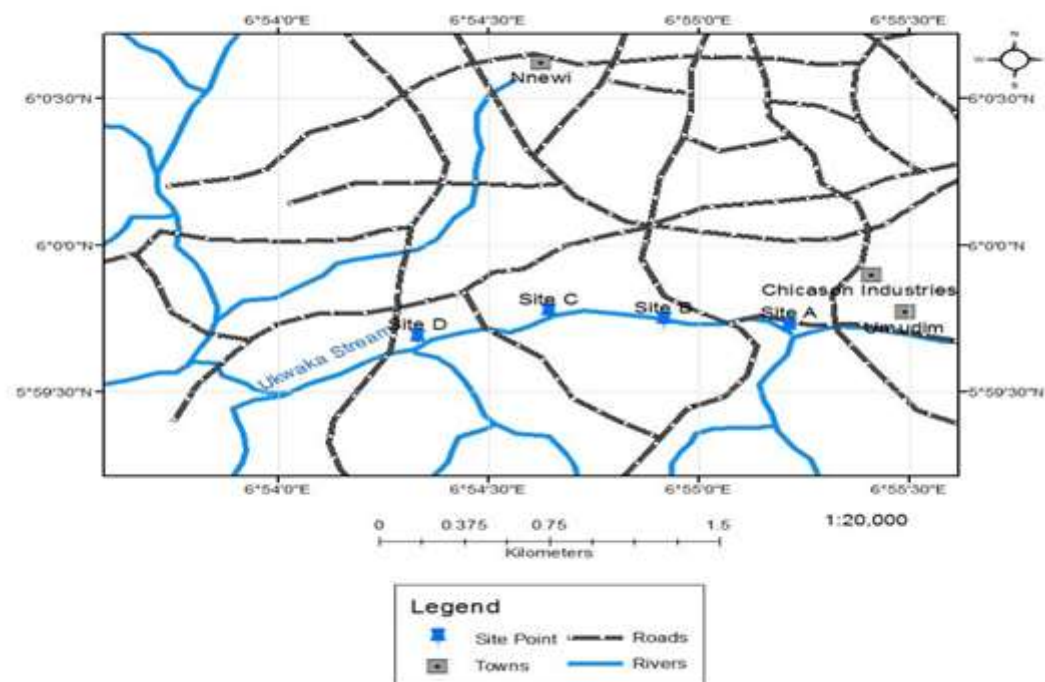 6°54'0"E 6°54'30"E 6°55'0"E 6°55'30"E
N
W
S
Nnewi
6°0'30"N 6°0'30"N
6°0'0"N 6°0'0"N
Chicason Industries
Site C
Site B
Site A
Umudim
Site D
Ukwaka Stream
5°59'30"N 5°59'30"N
6°54'0"E 6°54'30"E 6°55'0"E 6°55'30"E
0 0.375 0.75 1.5
Kilometers
1:20,000
Legend
Site Point Roads
Towns Rivers